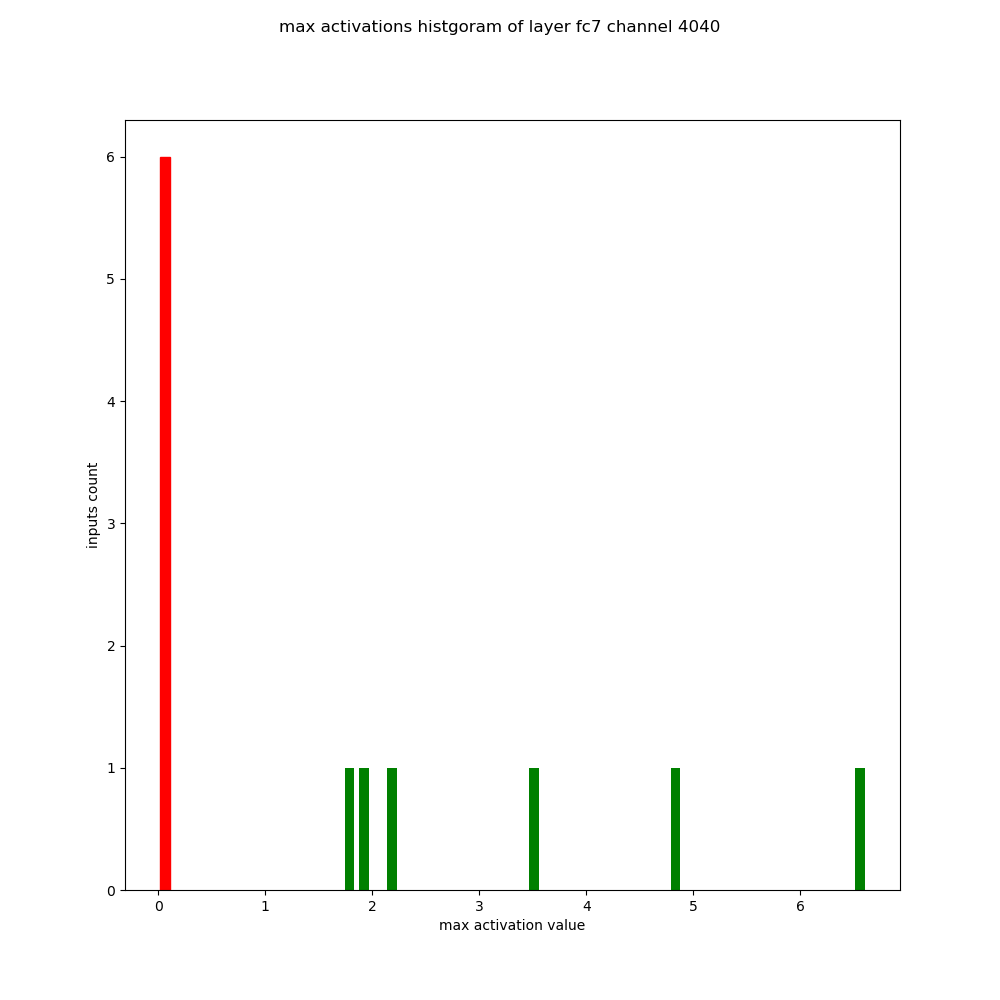 max activations histgoram of layer fc7 channel 4040
6
5
4
3
2
1
0
inputs count
0 1 2 3 4 5 6
max activation value